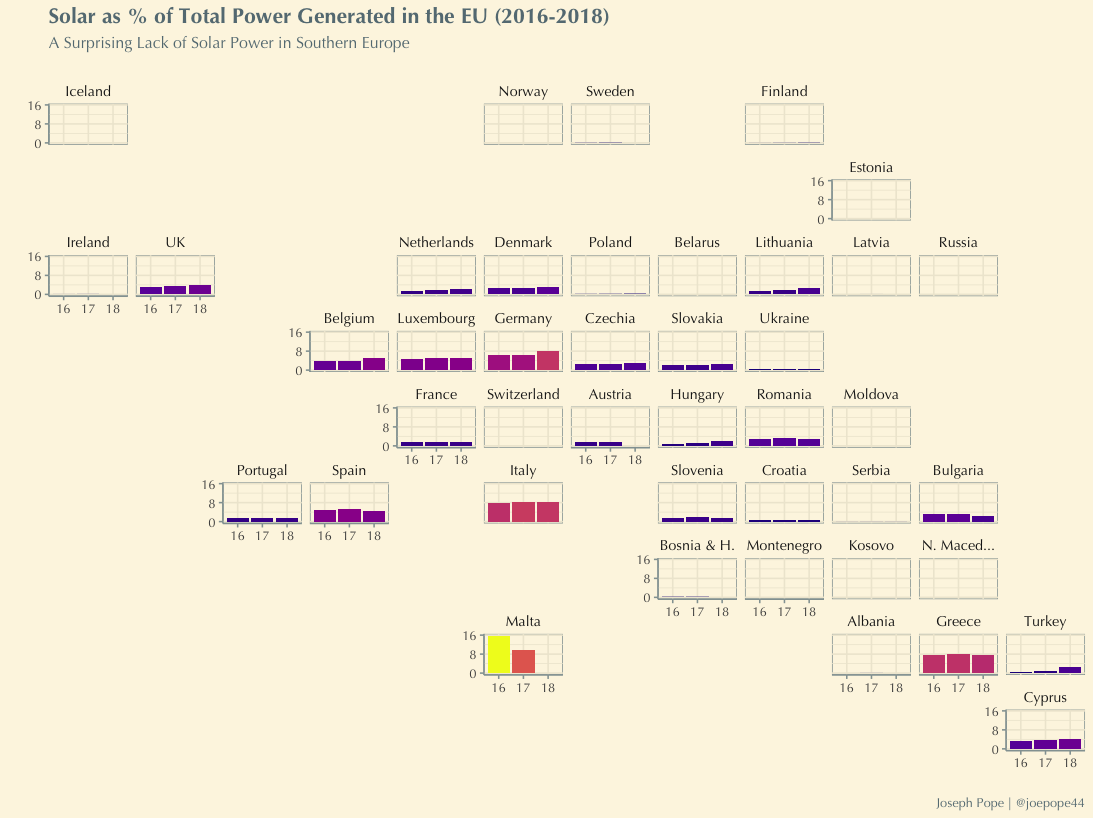 Solar as % of Total Power Generated in the EU (2016-2018)
A Surprising Lack of Solar Power in Southern Europe
Iceland Norway Sweden Finland
16
8
0
Estonia
16
8
0
Ireland UK Netherlands Denmark Poland Belarus Lithuania Latvia Russia
16
8
0
16 17 18 16 17 18
Belgium Luxembourg Germany Czechia Slovakia Ukraine
16
8
0
France Switzerland Austria Hungary Romania Moldova
16
8
0
16 17 18 16 17 18
Portugal Spain Italy Slovenia Croatia Serbia Bulgaria
16
8
0
16 17 18 16 17 18
Bosnia & H. Montenegro Kosovo N. Maced...
16
8
0
16 17 18 16 17 18
Malta Albania Greece Turkey
16
8
0
16 17 18 16 17 18 16 17 18
Cyprus
16
8
0
16 17 18
Joseph Pope | @joepope44